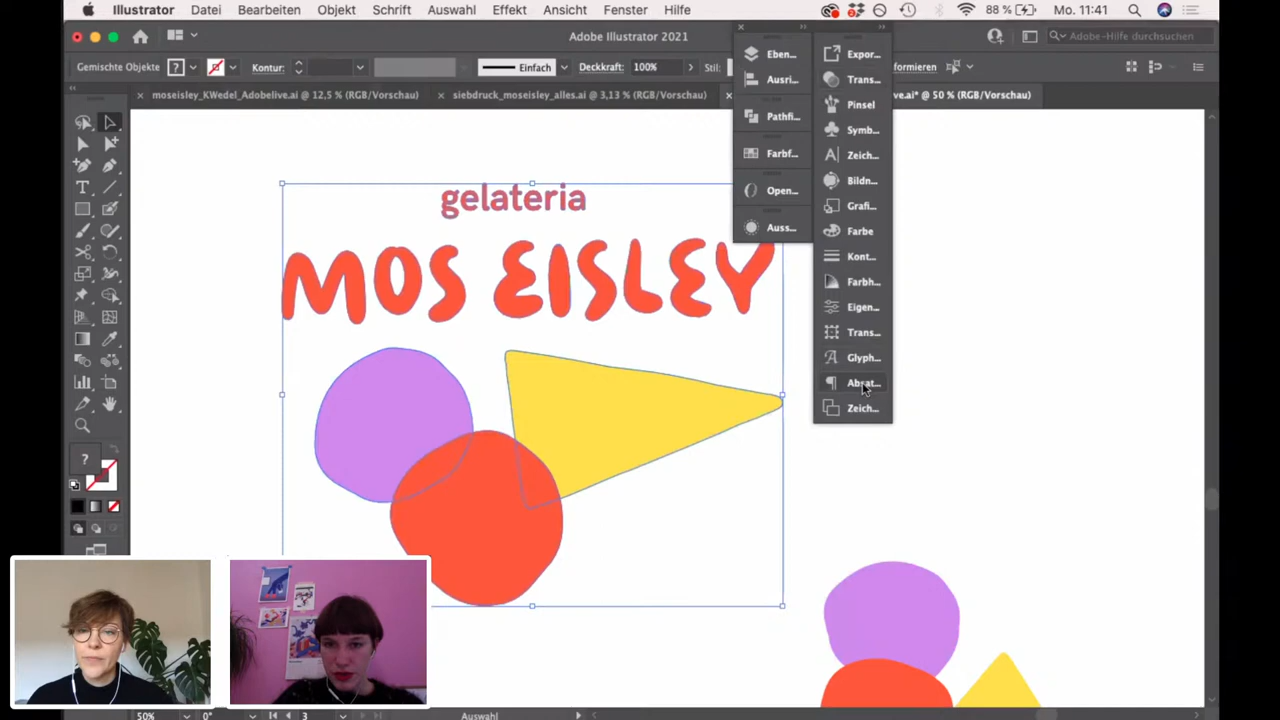 Illustrator Datei Bearbeiten Objekt Schrift Auswahl Effekt Ansicht Fenster Hilfe 88 % Mo. 11:41
Adobe Illustrator 2021
Adobe-Hilfe durchsuchen
Gemischte Objekte ? Kontur: Einfach Deckkraft: 100% Stil: formieren
moseisley_KWedel_Adobelive.ai @ 12,5 % (RGB/Vorschau) siebdruck_moseisley_alles.ai @ 3,13 % (RGB/Vorschau) ve.ai* @ 50 % (RGB/Vorschau)
Eben...
Ausri...
Pathfi...
Farbf...
Open...
Auss...
Expor...
Trans...
Pinsel
Symb...
Zeich...
Bildn...
Grafi...
Farbe
Kont...
Farbh...
Eigen...
Trans...
Glyph...
Absat...
Zeich...
gelateria
MOS EISLEY
?
50% 0° 3 Auswahl